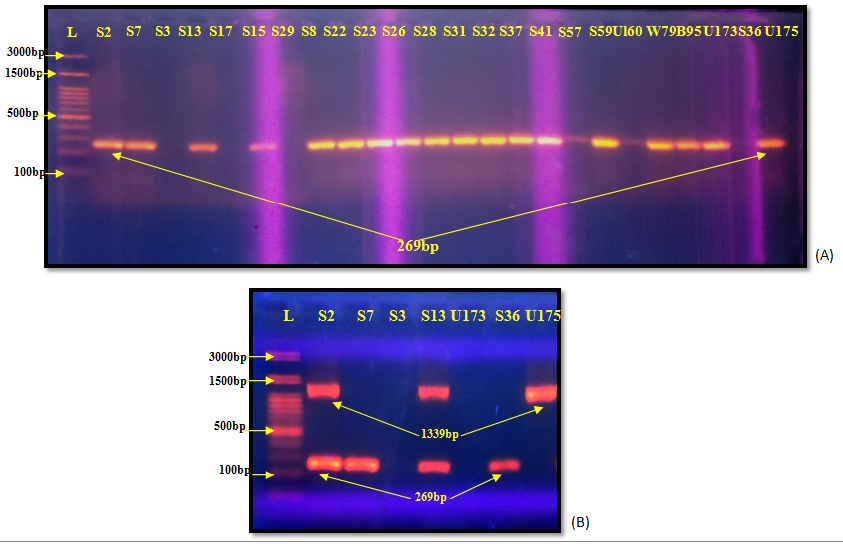 L S2 S7 S3 S13 S17 S15 S29 S8 S22 S23 S26 S28 S31 S32 S37 S41 S57 S59 U160 W79 B95 U173 S36 U175
3000bp
1500bp
500bp
100bp
269bp
(A)
L S2 S7 S3 S13 U173 S36 U175
3000bp
1500bp
1339bp
500bp
100bp
269bp
(B)